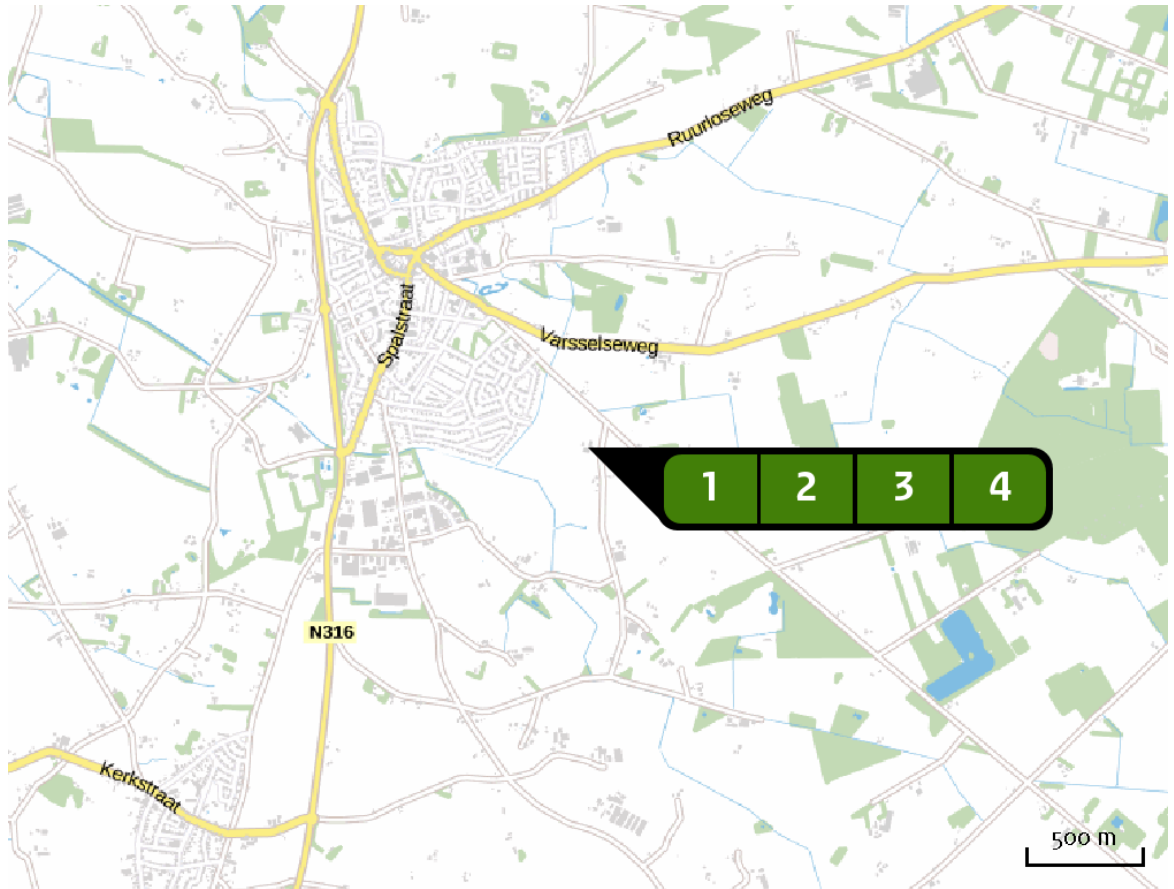 Ruurloseweg
Spalstraat
Varsselseweg
1 2 3 4
N316
Kerkstraat
500 m